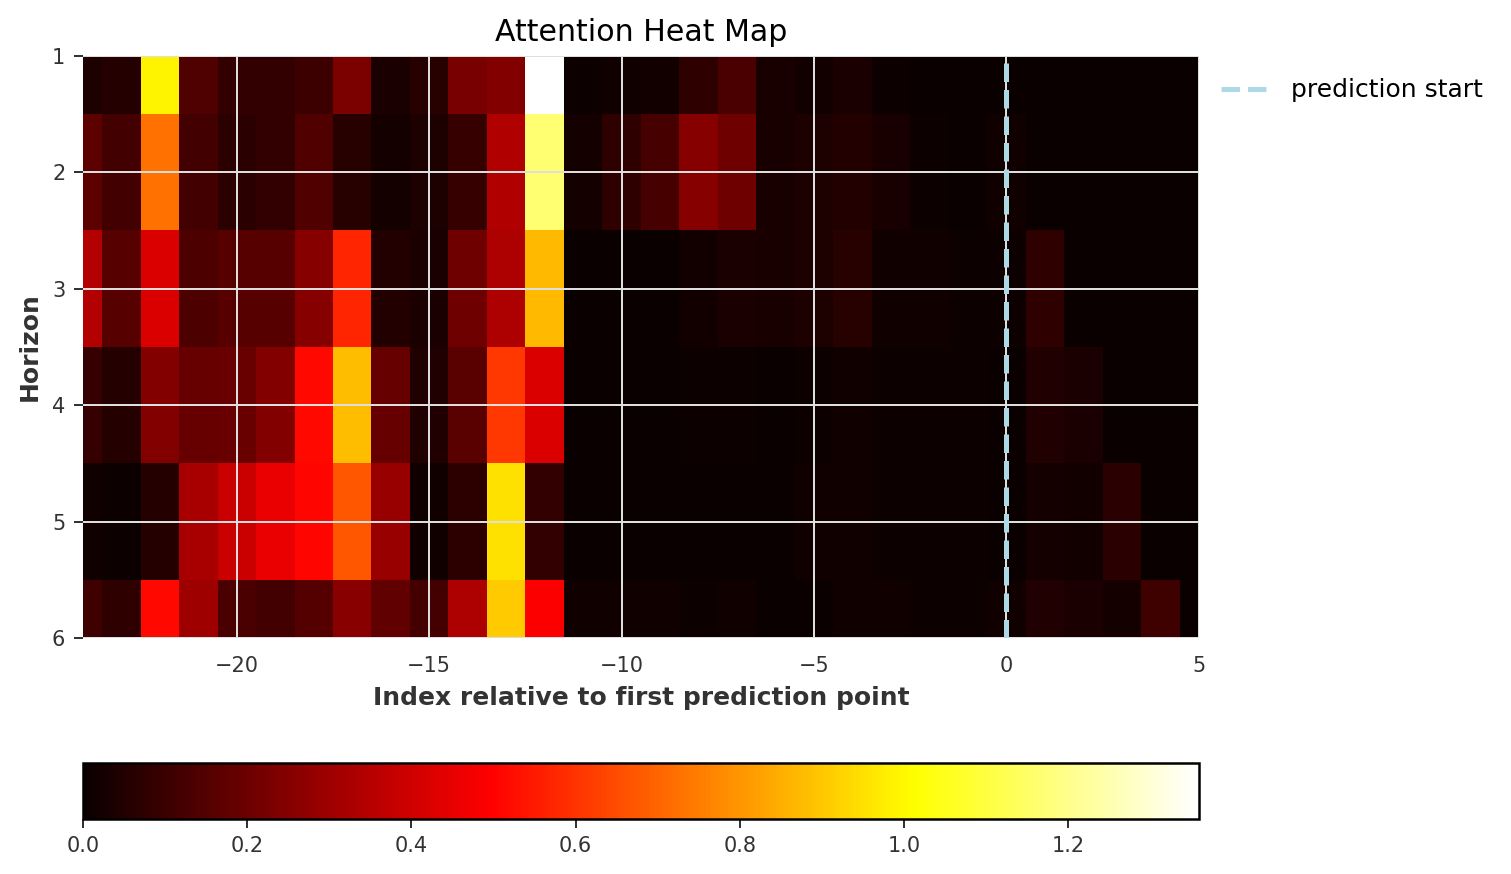 Attention Heat Map
prediction start
1
2
3
4
5
6
Horizon
−20 −15 −10 −5 0 5
Index relative to first prediction point
0.0 0.2 0.4 0.6 0.8 1.0 1.2